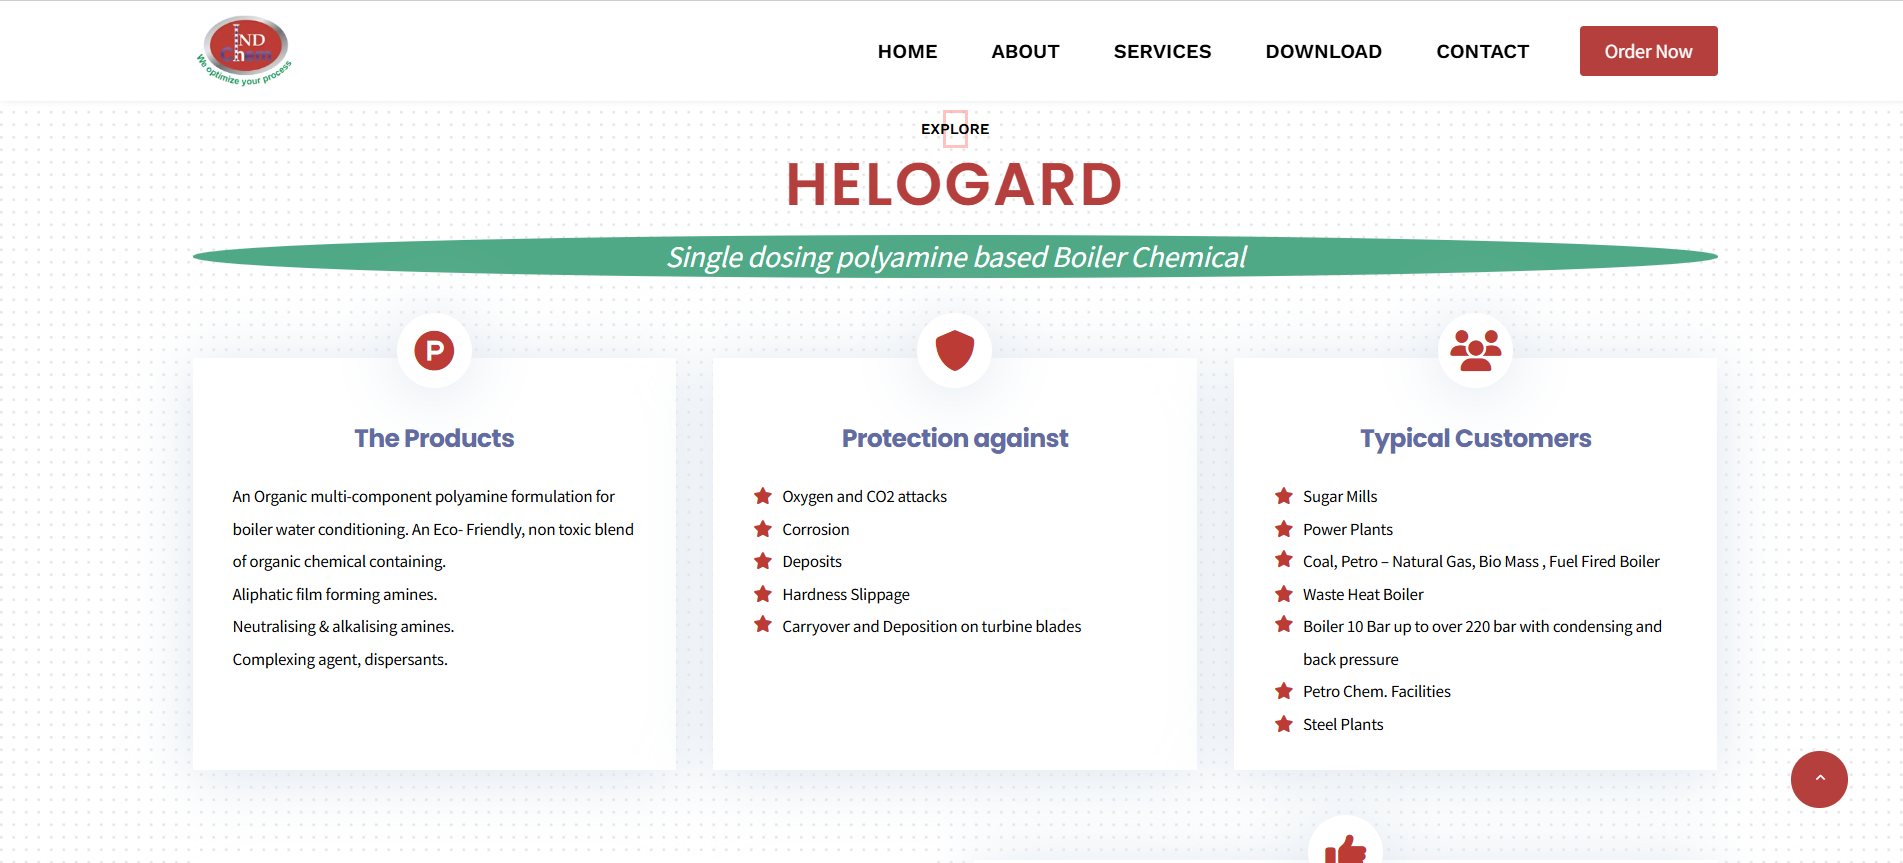 IND
Chem
We optimize your process
HOME ABOUT SERVICES DOWNLOAD CONTACT Order Now
EXPLORE
HELOGARD
Single dosing polyamine based Boiler Chemical
P
The Products
An Organic multi-component polyamine formulation for
boiler water conditioning. An Eco- Friendly, non toxic blend
of organic chemical containing.
Aliphatic film forming amines.
Neutralising & alkalising amines.
Complexing agent, dispersants.
Protection against
Oxygen and CO2 attacks
Corrosion
Deposits
Hardness Slippage
Carryover and Deposition on turbine blades
Typical Customers
Sugar Mills
Power Plants
Coal, Petro – Natural Gas, Bio Mass , Fuel Fired Boiler
Waste Heat Boiler
Boiler 10 Bar up to over 220 bar with condensing and
back pressure
Petro Chem. Facilities
Steel Plants